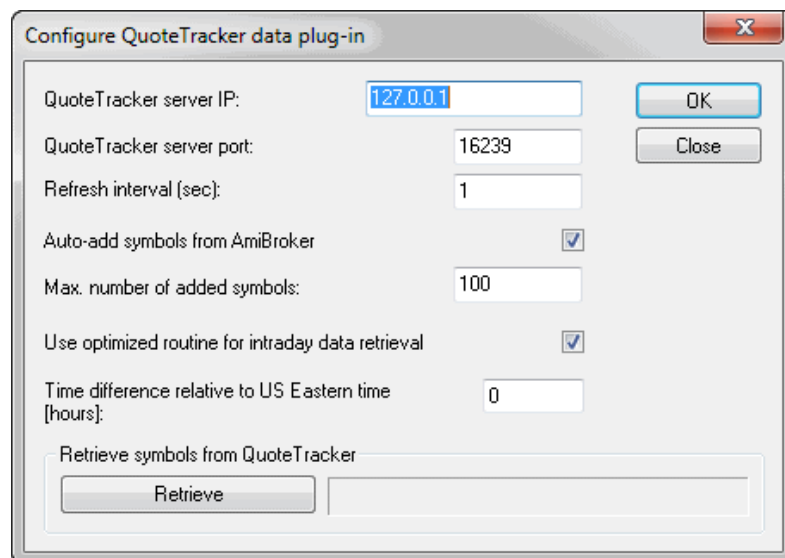 Configure QuoteTracker data plug-in
QuoteTracker server IP: 127.0.0.1 OK
QuoteTracker server port: 16239 Close
Refresh interval (sec): 1
Auto-add symbols from AmiBroker
Max. number of added symbols: 100
Use optimized routine for intraday data retrieval
Time difference relative to US Eastern time
[hours]: 0
Retrieve symbols from QuoteTracker
Retrieve